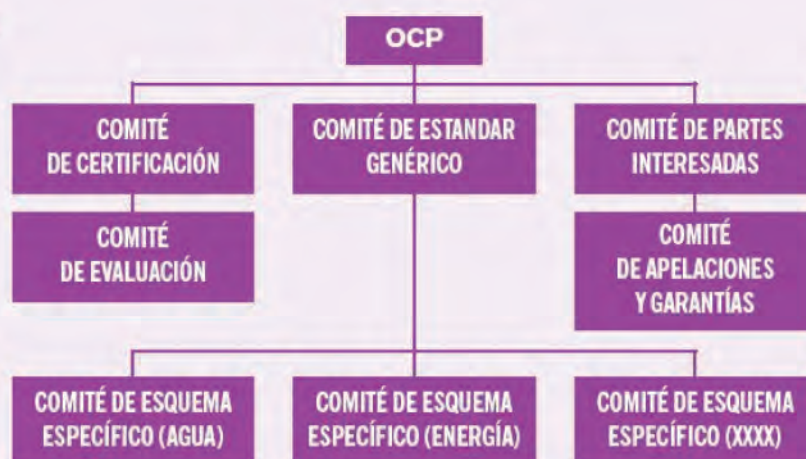 OCP
COMITÉ
DE CERTIFICACIÓN
COMITÉ DE ESTANDAR
GENÉRICO
COMITÉ DE PARTES
INTERESADAS
COMITÉ
DE EVALUACIÓN
COMITÉ
DE APELACIONES
Y GARANTÍAS
COMITÉ DE ESQUEMA
ESPECÍFICO (AGUA)
COMITÉ DE ESQUEMA
ESPECÍFICO (ENERGÍA)
COMITÉ DE ESQUEMA
ESPECÍFICO (XXXX)